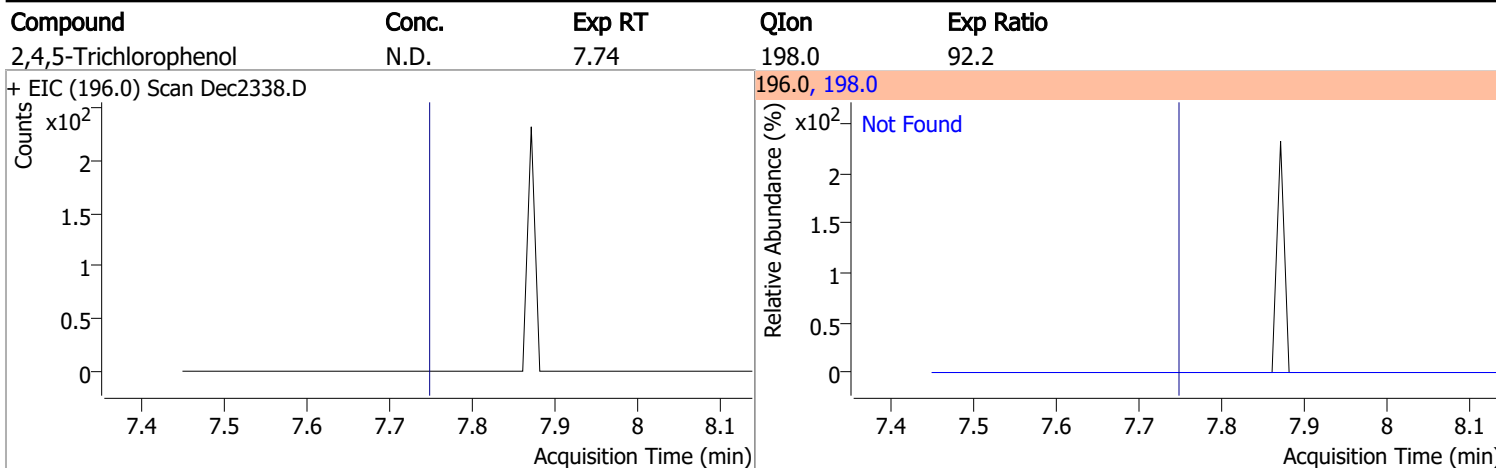 Compound Conc. Exp RT QIon Exp Ratio
2,4,5-Trichlorophenol N.D. 7.74 198.0 92.2
+ EIC (196.0) Scan Dec2338.D
Counts
x10²
2
1.5
1
0.5
0
7.4 7.5 7.6 7.7 7.8 7.9 8 8.1
Acquisition Time (min)
196.0, 198.0
Relative Abundance (%)
x10²
Not Found
2
1.5
1
0.5
0
7.4 7.5 7.6 7.7 7.8 7.9 8 8.1
Acquisition Time (min)